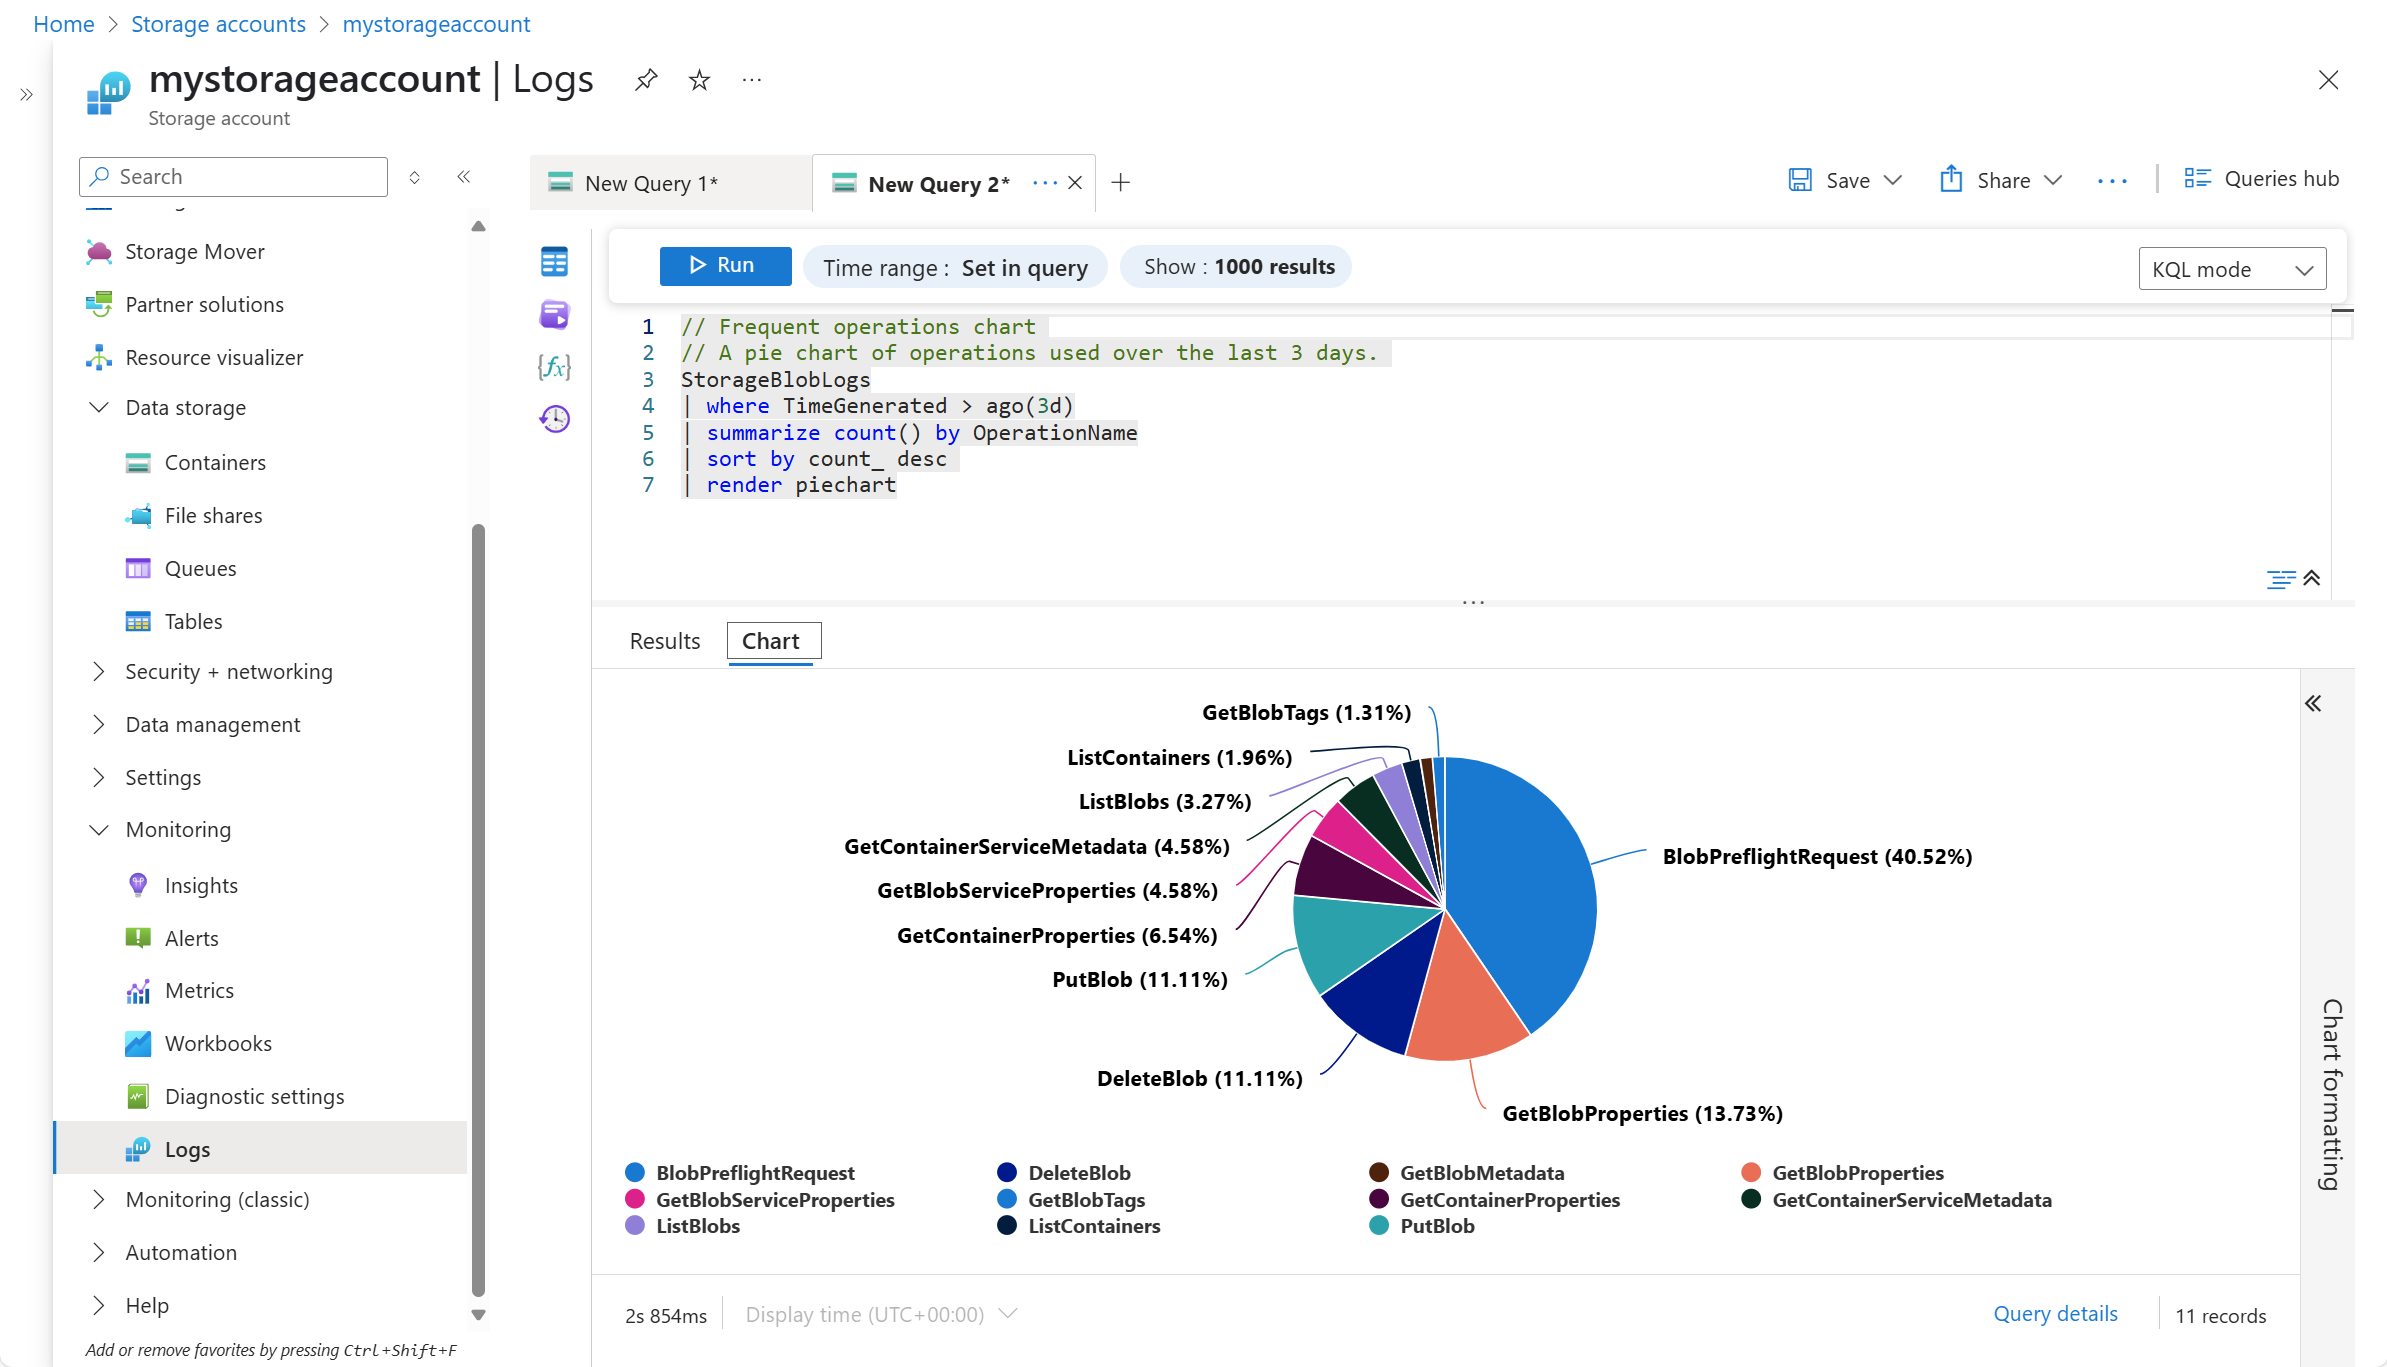 Home > Storage accounts > mystorageaccount
mystorageaccount | Logs
Storage account
Search
Storage Mover
Partner solutions
Resource visualizer
Data storage
Containers
File shares
Queues
Tables
Security + networking
Data management
Settings
Monitoring
Insights
Alerts
Metrics
Workbooks
Diagnostic settings
Logs
Monitoring (classic)
Automation
Help
Add or remove favorites by pressing Ctrl+Shift+F
New Query 1*
New Query 2*
Save
Share
Queries hub
Run
Time range : Set in query
Show : 1000 results
KQL mode
1 // Frequent operations chart
2 // A pie chart of operations used over the last 3 days.
3 StorageBlobLogs
4 | where TimeGenerated > ago(3d)
5 | summarize count() by OperationName
6 | sort by count_ desc
7 | render piechart
Results
Chart
GetBlobTags (1.31%)
ListContainers (1.96%)
ListBlobs (3.27%)
GetContainerServiceMetadata (4.58%)
GetBlobServiceProperties (4.58%)
GetContainerProperties (6.54%)
PutBlob (11.11%)
DeleteBlob (11.11%)
BlobPreflightRequest (40.52%)
GetBlobProperties (13.73%)
BlobPreflightRequest
DeleteBlob
GetBlobMetadata
GetBlobProperties
GetBlobServiceProperties
GetBlobTags
GetContainerProperties
GetContainerServiceMetadata
ListBlobs
ListContainers
PutBlob
Chart formatting
2s 854ms
Display time (UTC+00:00)
Query details
11 records